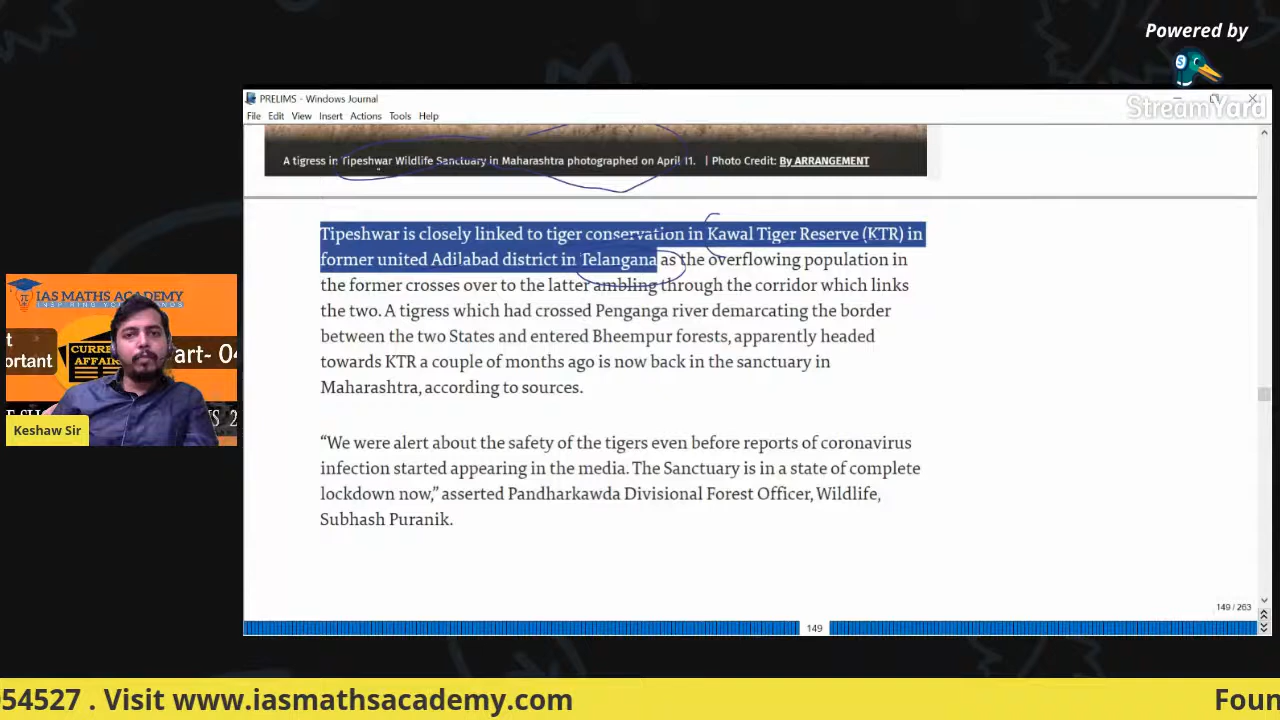 Powered by
StreamYard
PRELIMS - Windows Journal
File Edit View Insert Actions Tools Help
A tigress in Tipeshwar Wildlife Sanctuary in Maharashtra photographed on April 11. | Photo Credit: By ARRANGEMENT
Tipeshwar is closely linked to tiger conservation in Kawal Tiger Reserve (KTR) in
former united Adilabad district in Telangana as the overflowing population in
the former crosses over to the latter ambling through the corridor which links
the two. A tigress which had crossed Penganga river demarcating the border
between the two States and entered Bheempur forests, apparently headed
towards KTR a couple of months ago is now back in the sanctuary in
Maharashtra, according to sources.
“We were alert about the safety of the tigers even before reports of coronavirus
infection started appearing in the media. The Sanctuary is in a state of complete
lockdown now,” asserted Pandharkawda Divisional Forest Officer, Wildlife,
Subhash Puranik.
149 / 263
149
IAS MATHS ACADEMY
INSPIRING YOUNG MINDS
st
portant
CURRE
AFFAIR
art- 04
Keshaw Sir
54527 . Visit www.iasmathsacademy.com
Foun